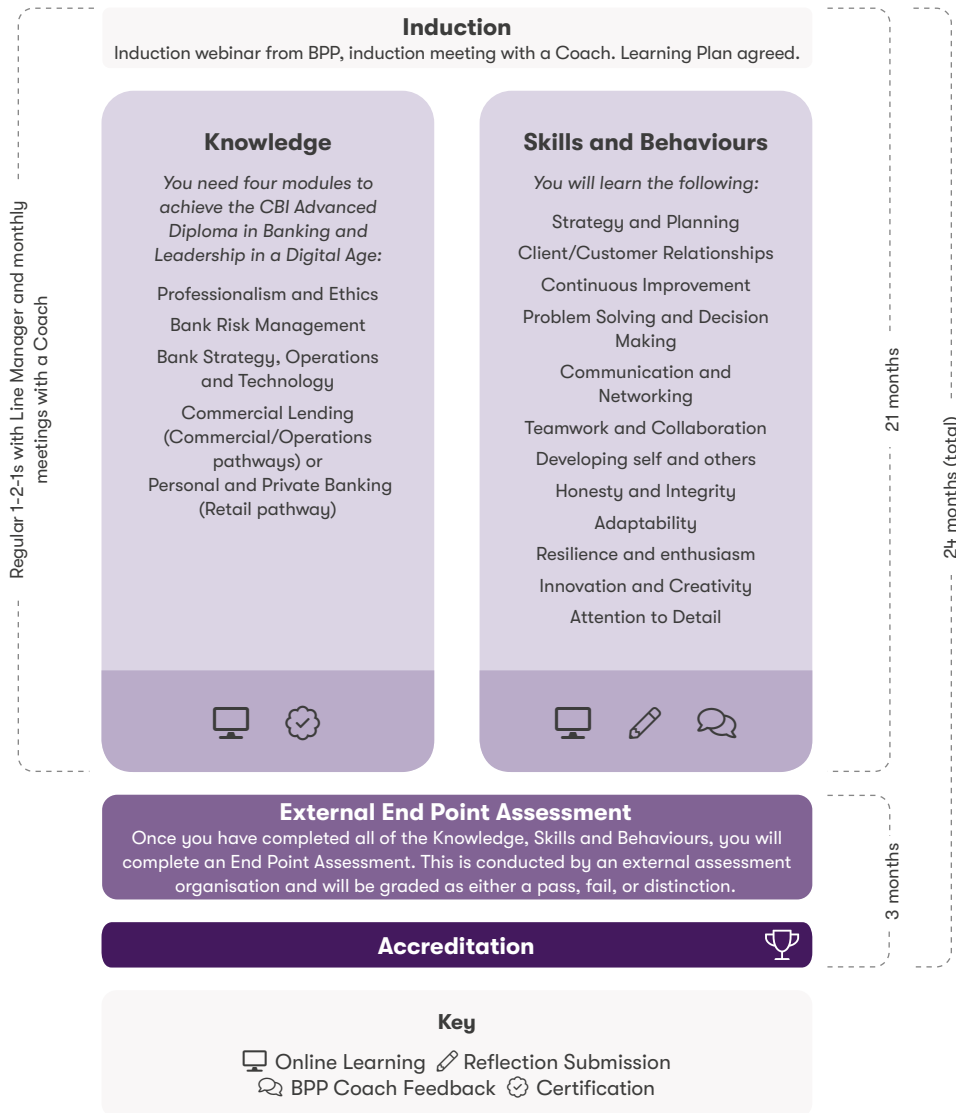 Induction
Induction webinar from BPP, induction meeting with a Coach. Learning Plan agreed.
Regular 1-2-1s with Line Manager and monthly
meetings with a Coach
Knowledge
You need four modules to
achieve the CBI Advanced
Diploma in Banking and
Leadership in a Digital Age:
Professionalism and Ethics
Bank Risk Management
Bank Strategy, Operations
and Technology
Commercial Lending
(Commercial/Operations
pathways) or
Personal and Private Banking
(Retail pathway)
Skills and Behaviours
You will learn the following:
Strategy and Planning
Client/Customer Relationships
Continuous Improvement
Problem Solving and Decision
Making
Communication and
Networking
Teamwork and Collaboration
Developing self and others
Honesty and Integrity
Adaptability
Resilience and enthusiasm
Innovation and Creativity
Attention to Detail
21 months
24 months (total)
External End Point Assessment
Once you have completed all of the Knowledge, Skills and Behaviours, you will
complete an End Point Assessment. This is conducted by an external assessment
organisation and will be graded as either a pass, fail, or distinction.
3 months
Accreditation
Key
Online Learning Reflection Submission
BPP Coach Feedback Certification